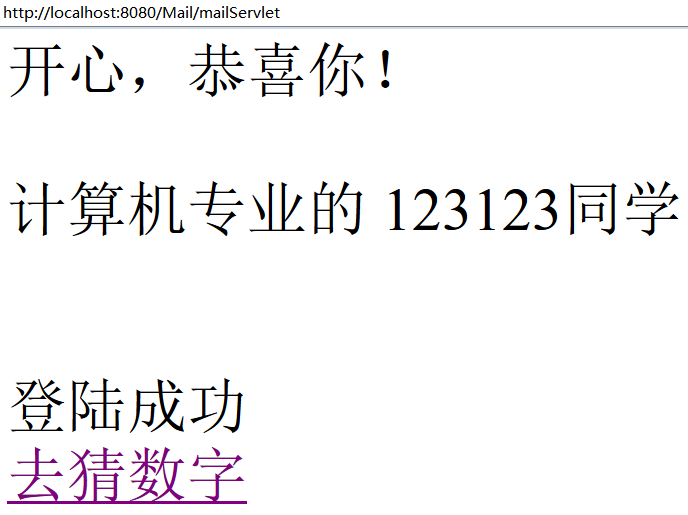 http://localhost:8080/Mail/mailServlet
开心，恭喜你！
计算机专业的 123123同学
登陆成功
去猜数字